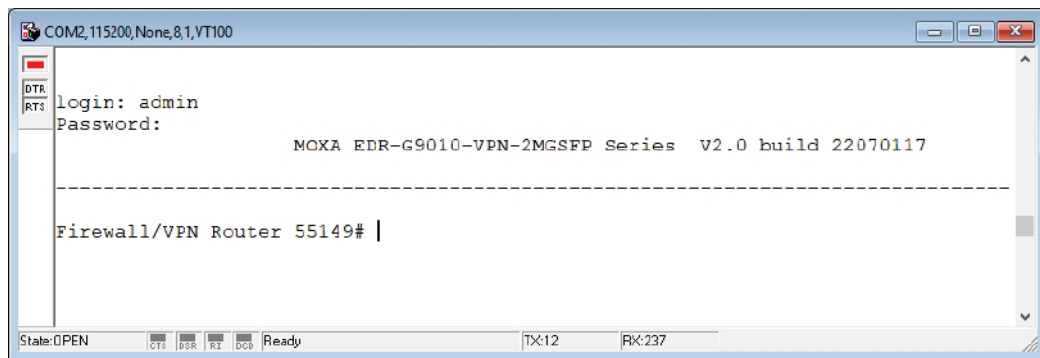 COM2,115200,None,8,1,VT100
DTR
RTS
login: admin
Password:
MOXA EDR-G9010-VPN-2MGSFP Series V2.0 build 22070117
--------------------------------------------------------------------------------
Firewall/VPN Router 55149#
State:OPEN CTS DSR RI DCD Ready TX:12 RX:237